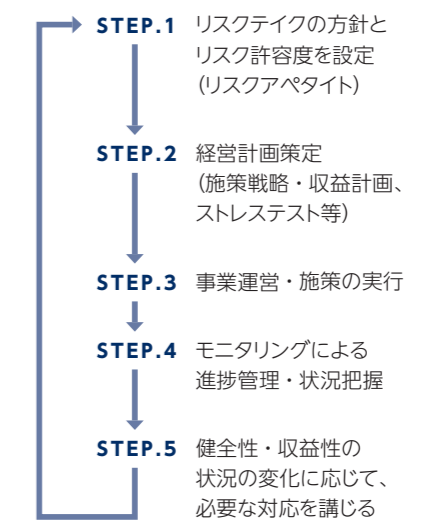 STEP.1 リスクテイクの方針と
リスク許容度を設定
(リスクアペタイト)
STEP.2 経営計画策定
(施策戦略・収益計画、
ストレステスト等)
STEP.3 事業運営・施策の実行
STEP.4 モニタリングによる
進捗管理・状況把握
STEP.5 健全性・収益性の
状況の変化に応じて、
必要な対応を講じる